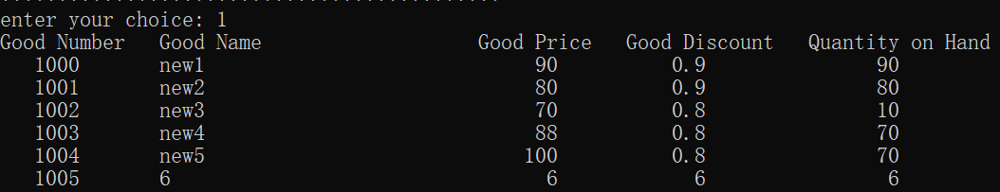 enter your choice: 1
Good Number Good Name Good Price Good Discount Quantity on Hand
1000 new1 90 0.9 90
1001 new2 80 0.9 80
1002 new3 70 0.8 10
1003 new4 88 0.8 70
1004 new5 100 0.8 70
1005 6 6 6 6